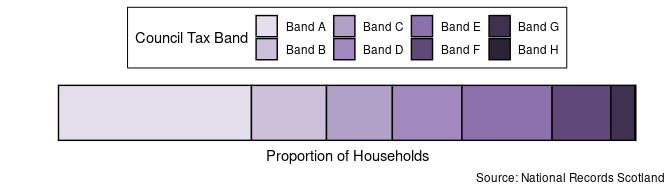 Council Tax Band
Band A Band C Band E Band G
Band B Band D Band F Band H
Proportion of Households
Source: National Records Scotland